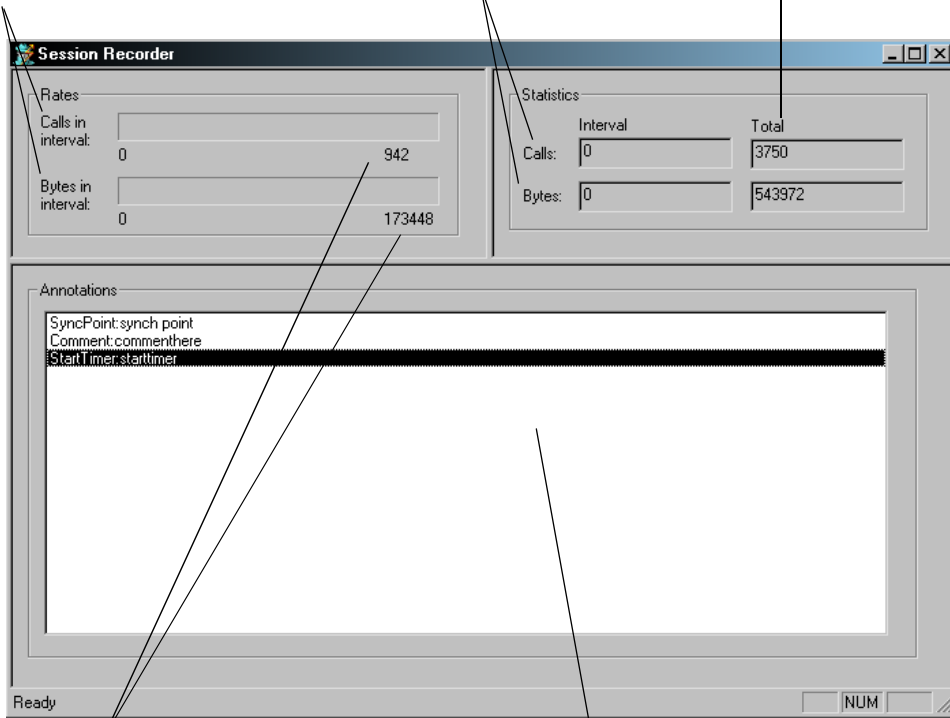 Session Recorder
Rates
Calls in
interval:
0 942
Bytes in
interval:
0 173448
Statistics
Interval Total
Calls: 0 3750
Bytes: 0 543972
Annotations
SyncPoint:synch point
Comment:commenthere
StartTimer:starttimer
Ready NUM